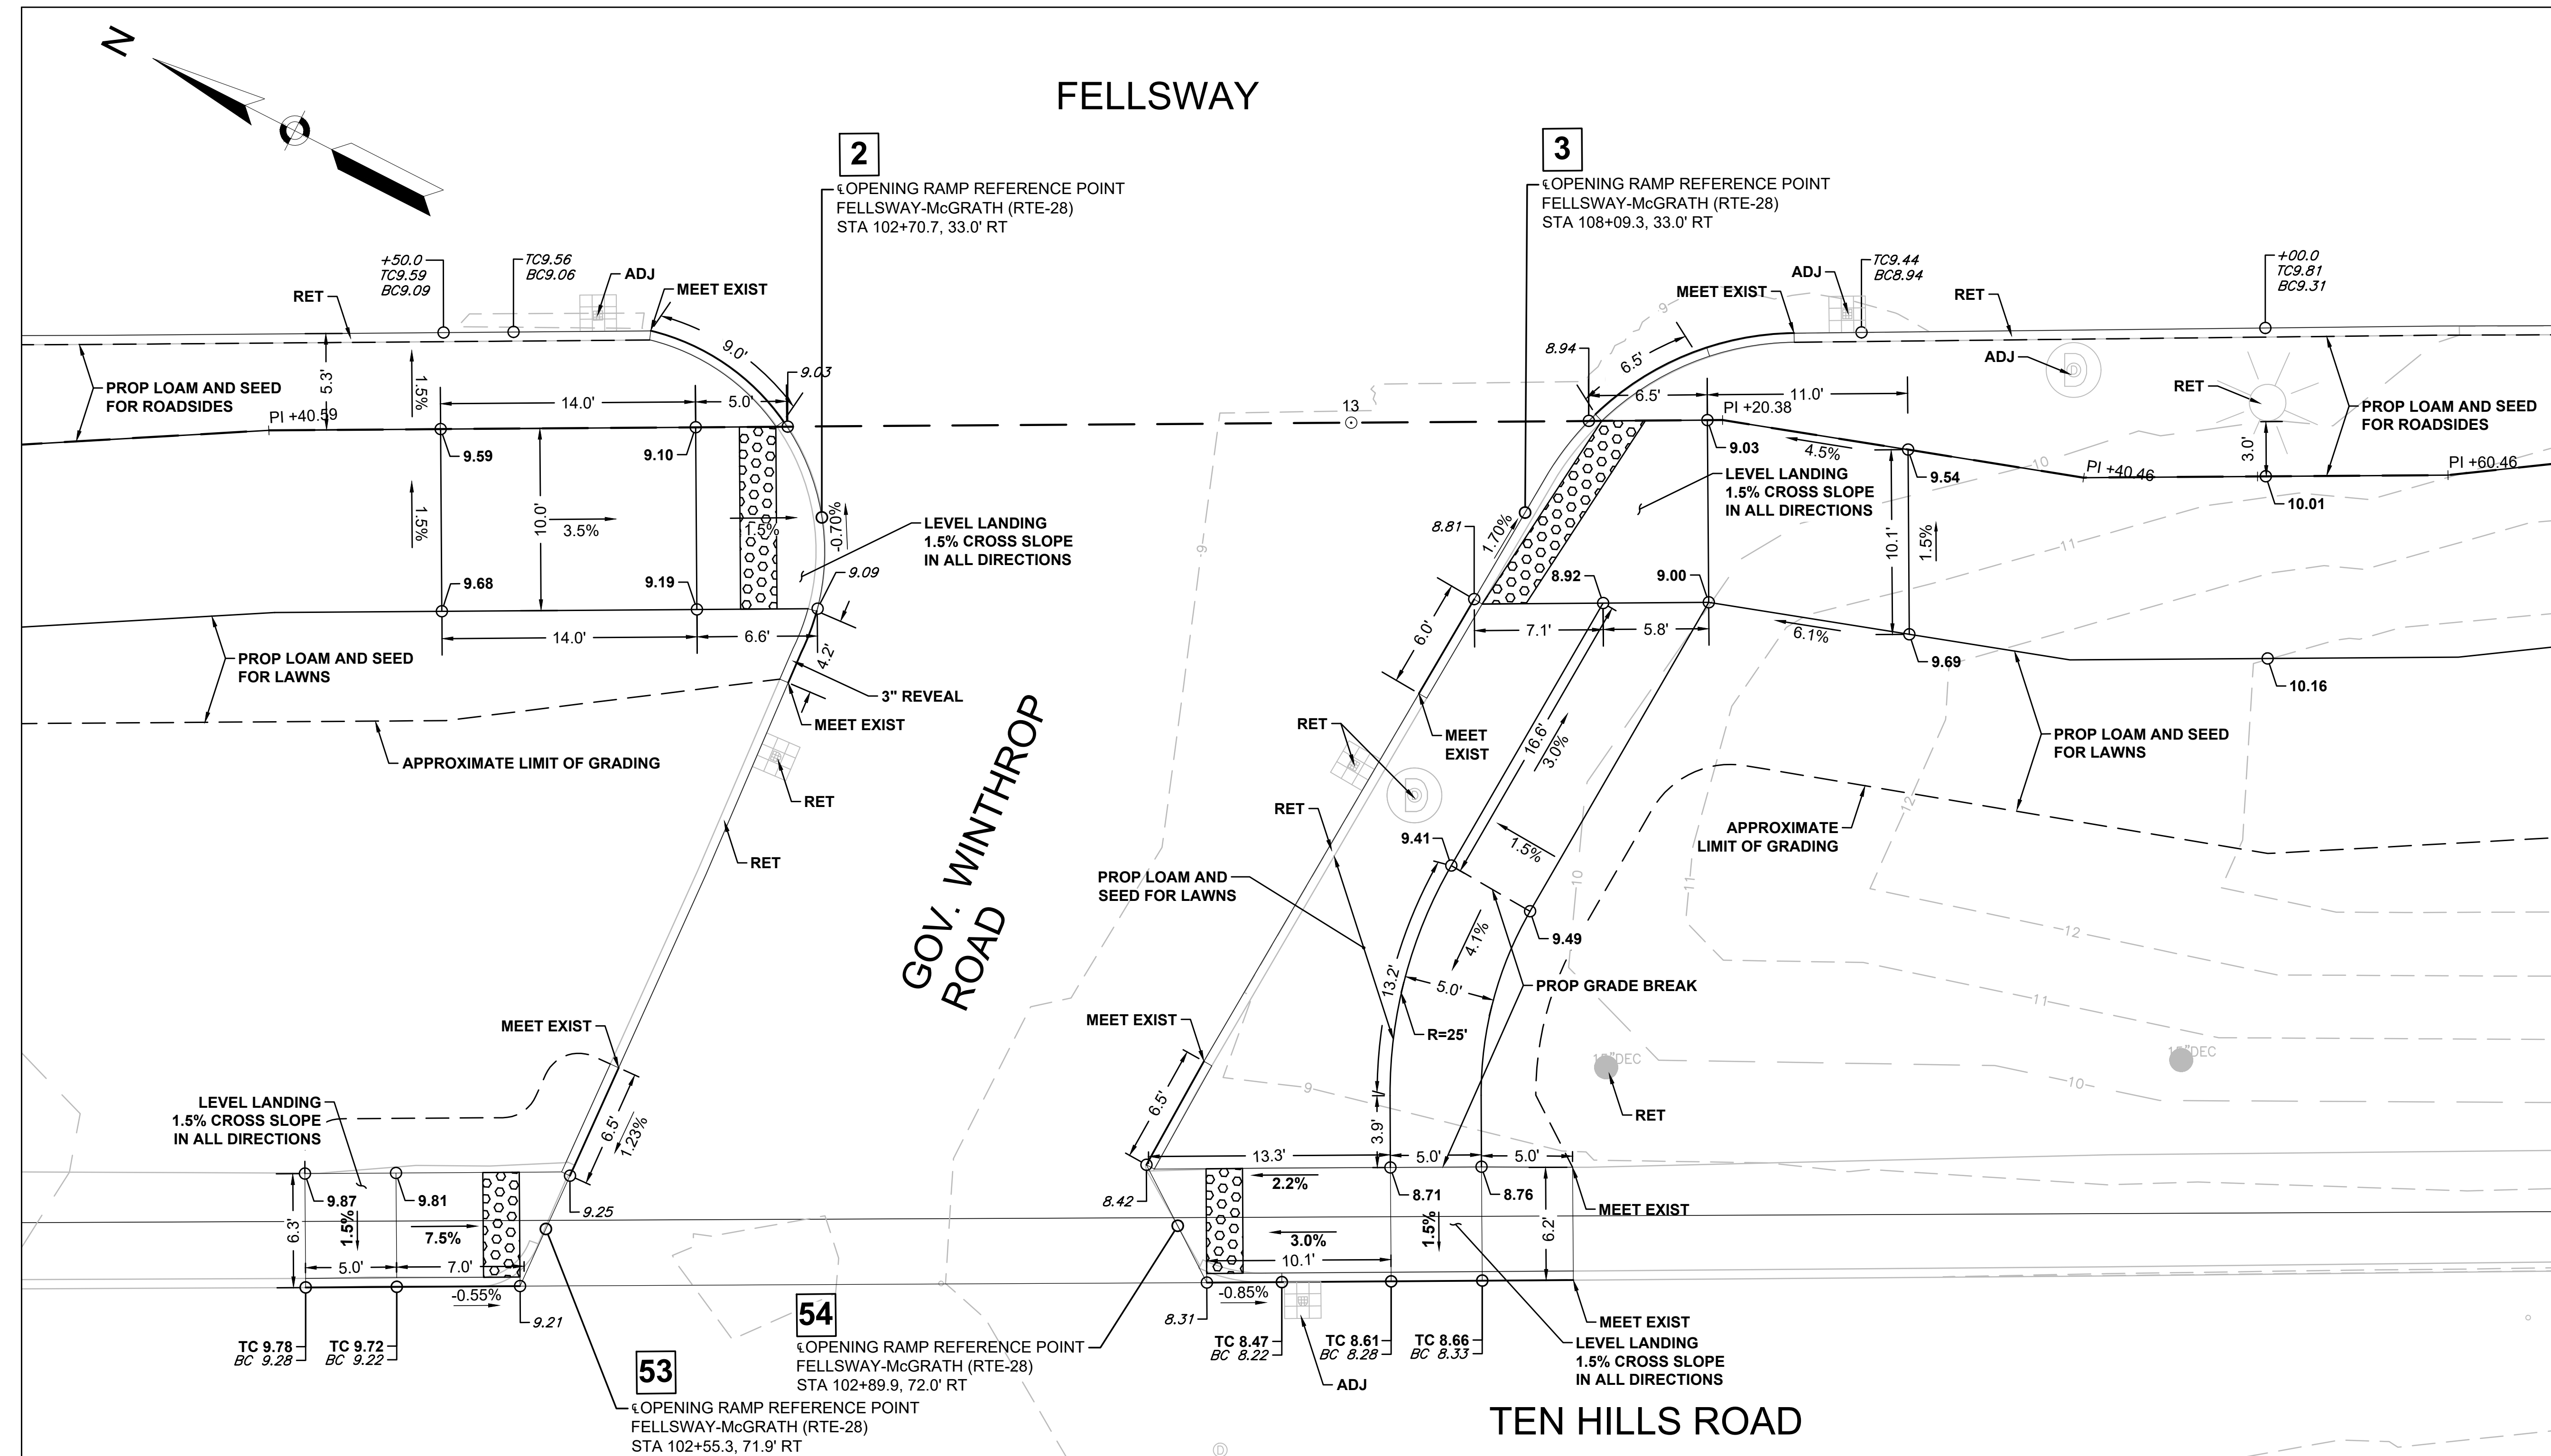 N
FELLSWAY
2
℄ OPENING RAMP REFERENCE POINT
FELLSWAY-McGRATH (RTE-28)
STA 102+70.7, 33.0' RT
3
℄ OPENING RAMP REFERENCE POINT
FELLSWAY-McGRATH (RTE-28)
STA 108+09.3, 33.0' RT
+50.0
TC9.59
BC9.09
TC9.56
BC9.06
ADJ
MEET EXIST
RET
9.0'
9.03
5.3'
1.5%
14.0'
5.0'
PROP LOAM AND SEED
FOR ROADSIDES
PI +40.59
9.59
9.10
10.0'
1.5%
3.5%
1.5%
-0.70%
LEVEL LANDING
1.5% CROSS SLOPE
IN ALL DIRECTIONS
9.68
9.19
9.09
14.0'
6.6'
4.2'
PROP LOAM AND SEED
FOR LAWNS
3" REVEAL
MEET EXIST
APPROXIMATE LIMIT OF GRADING
RET
RET
GOV. WINTHROP
ROAD
13
9
9
8.94
6.5'
MEET EXIST
ADJ
TC9.44
BC8.94
RET
+00.0
TC9.81
BC9.31
ADJ
D
RET
PROP LOAM AND SEED
FOR ROADSIDES
6.5'
11.0'
PI +20.38
9.03
4.5%
LEVEL LANDING
1.5% CROSS SLOPE
IN ALL DIRECTIONS
9.54
10
PI +40.46
3.0'
PI +60.46
10.01
8.81
1.70%
8.92
9.00
10.1'
1.5%
11
6.0'
7.1'
5.8'
6.1%
9.69
10.16
MEET
EXIST
RET
D
16.6'
3.0%
PROP LOAM AND SEED
FOR LAWNS
RET
12
APPROXIMATE
LIMIT OF GRADING
9.41
1.5%
PROP LOAM AND
SEED FOR LAWNS
10
11
9.49
4.1%
12
13.2'
5.0'
PROP GRADE BREAK
11
R=25'
MEET EXIST
MEET EXIST
DEC
DEC
10
9
RET
LEVEL LANDING
1.5% CROSS SLOPE
IN ALL DIRECTIONS
6.5'
1.23%
6.5'
3.9'
13.3'
5.0'
5.0'
9.87
9.81
9.25
6.3'
1.5%
7.5%
5.0'
7.0'
-0.55%
9.21
TC 9.78
BC 9.28
TC 9.72
BC 9.22
8.42
2.2%
8.71
8.76
MEET EXIST
3.0%
1.5%
6.2'
10.1'
-0.85%
8.31
TC 8.47
BC 8.22
TC 8.61
BC 8.28
TC 8.66
BC 8.33
ADJ
MEET EXIST
LEVEL LANDING
1.5% CROSS SLOPE
IN ALL DIRECTIONS
54
℄ OPENING RAMP REFERENCE POINT
FELLSWAY-McGRATH (RTE-28)
STA 102+89.9, 72.0' RT
53
℄ OPENING RAMP REFERENCE POINT
FELLSWAY-McGRATH (RTE-28)
STA 102+55.3, 71.9' RT
TEN HILLS ROAD
D